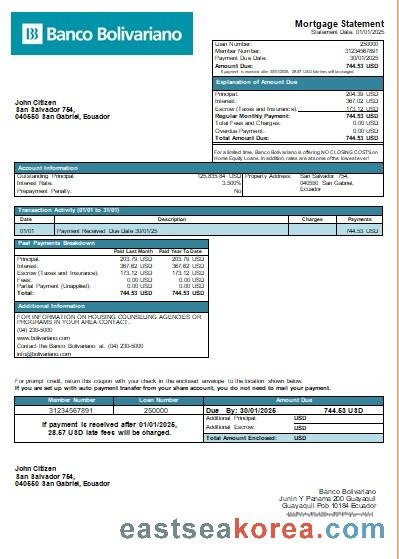 Banco Bolivariano
Mortgage Statement
Statement Date: 01/01/2025
Loan Number: 250000
Member Number: 31234567891
Payment Due Date: 30/01/2025
Amount Due: 744.53 USD
Explanation of Amount Due
Principal: 204.39 USD
Interest: 367.02 USD
Escrow (Taxes and Insurance): 173.12 USD
Regular Monthly Payment: 744.53 USD
Total Fees and Charges: 0.00 USD
Overdue Payment: 0.00 USD
Total Amount Due: 744.53 USD
John Citizen
San Salvador 754,
040550 San Gabriel, Ecuador
For a limited time, Banco Bolivariano is offering NO CLOSING COSTS on
Home Equity Loans. In addition, rates are at some of the lowest ever!
Account Information
Outstanding Principal: 125,835.84 USD
Interest Rate: 3.500%
Prepayment Penalty: No
Property Address: San Salvador 754,
040550 San Gabriel,
Ecuador
Transaction Activity (01/01 to 31/01)
Date Description Charges Payments
01/01 Payment Received Due Date 30/01/25 744.53 USD
Past Payments Breakdown
Paid Last Month Paid Year To Date
Principal: 203.79 USD 203.79 USD
Interest: 367.62 USD 367.62 USD
Escrow (Taxes and Insurance): 173.12 USD 173.12 USD
Fees: 0.00 USD 0.00 USD
Partial Payment (Unapplied): 0.00 USD 0.00 USD
Total: 744.53 USD 744.53 USD
Additional Information
FOR INFORMATION ON HOUSING COUNSELING AGENCIES OR
PROGRAMS IN YOUR AREA CONTACT:
(04) 230-5000
www.bolivariano.com
Contact the Banco Bolivariano at: (04) 230-5000
info@bolivariano.com
For prompt credit, return this coupon with your check in the enclosed envelope to the location shown below.
If you are set up with auto payment transfer from your share account, you do not need to mail your payment.
Member Number Loan Number Amount Due
31234567891 250000 Due By: 30/01/2025 744.53 USD
If payment is received after 01/01/2025,
28.57 USD late fees will be charged.
Additional Principal: USD
Additional Escrow: USD
Total Amount Enclosed: USD
John Citizen
San Salvador 754,
040550 San Gabriel, Ecuador
Banco Bolivariano
Junin Y Panama 200 Guayaquil
Guayaquil Pob 10184 Ecuador
eastseakorea.com